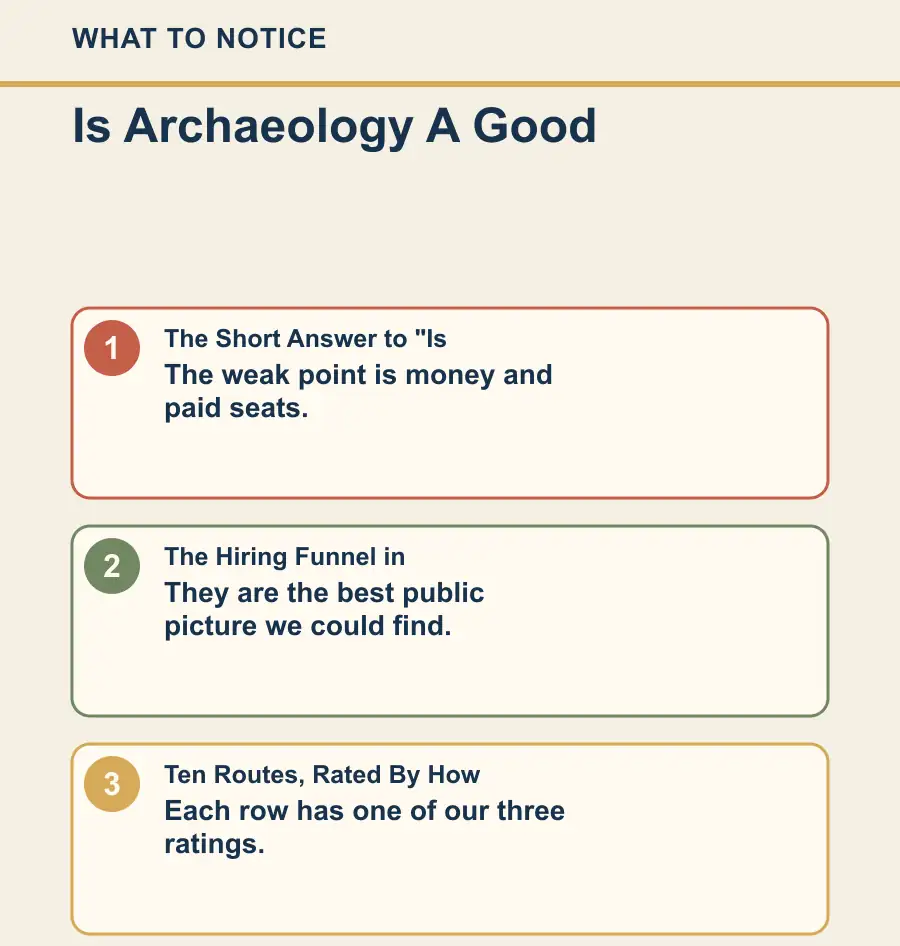 WHAT TO NOTICE
Is Archaeology A Good
1
The Short Answer to "Is
The weak point is money and
paid seats.
2
The Hiring Funnel in
They are the best public
picture we could find.
3
Ten Routes, Rated By How
Each row has one of our three
ratings.